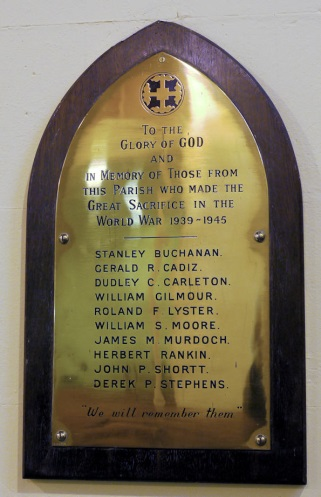 TO THE
GLORY OF GOD
AND
IN MEMORY OF THOSE FROM
THIS PARISH WHO MADE THE
GREAT SACRIFICE IN THE
WORLD WAR 1939-1945
STANLEY BUCHANAN.
GERALD R. CADIZ.
DUDLEY C. CARLETON.
WILLIAM GILMOUR.
ROLAND F. LYSTER.
WILLIAM S. MOORE.
JAMES M. MURDOCH.
HERBERT RANKIN.
JOHN P. SHORTT.
DEREK P. STEPHENS.
"We will remember them"